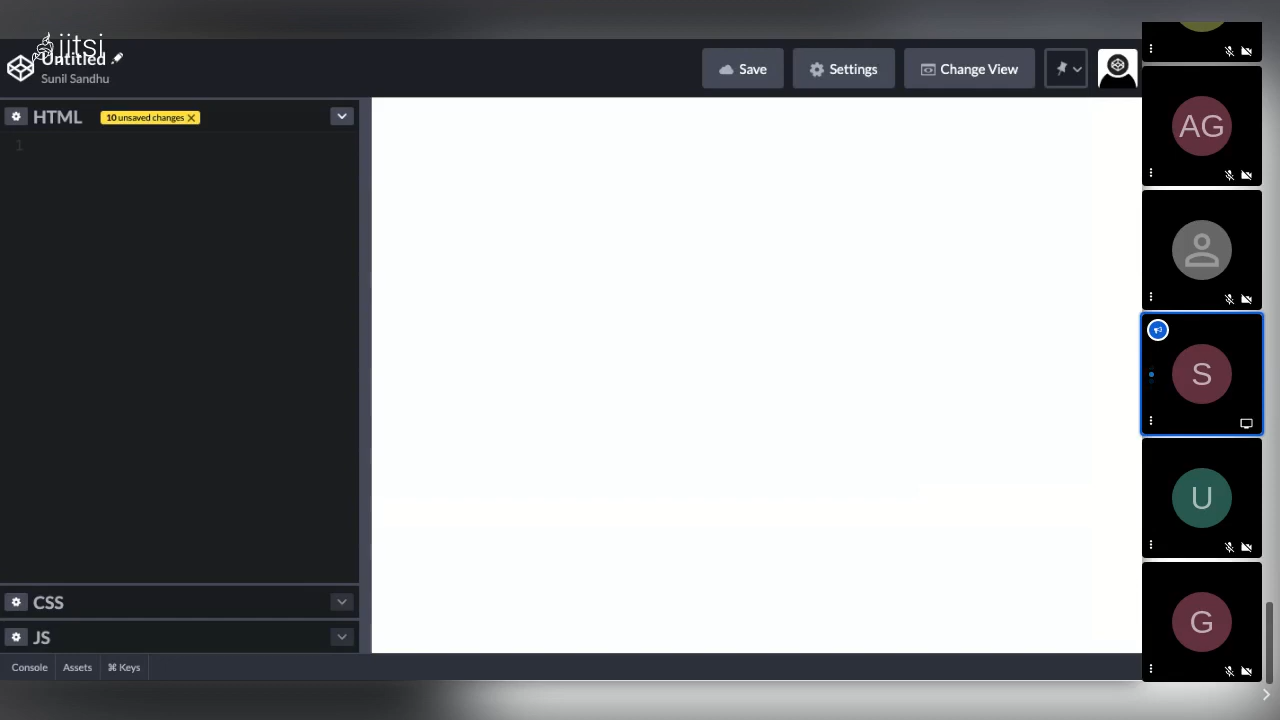 jitsi
Untitled
Sunil Sandhu
Save
Settings
Change View
HTML
10 unsaved changes
1
CSS
JS
Console
Assets
⌘ Keys
AG
S
U
G